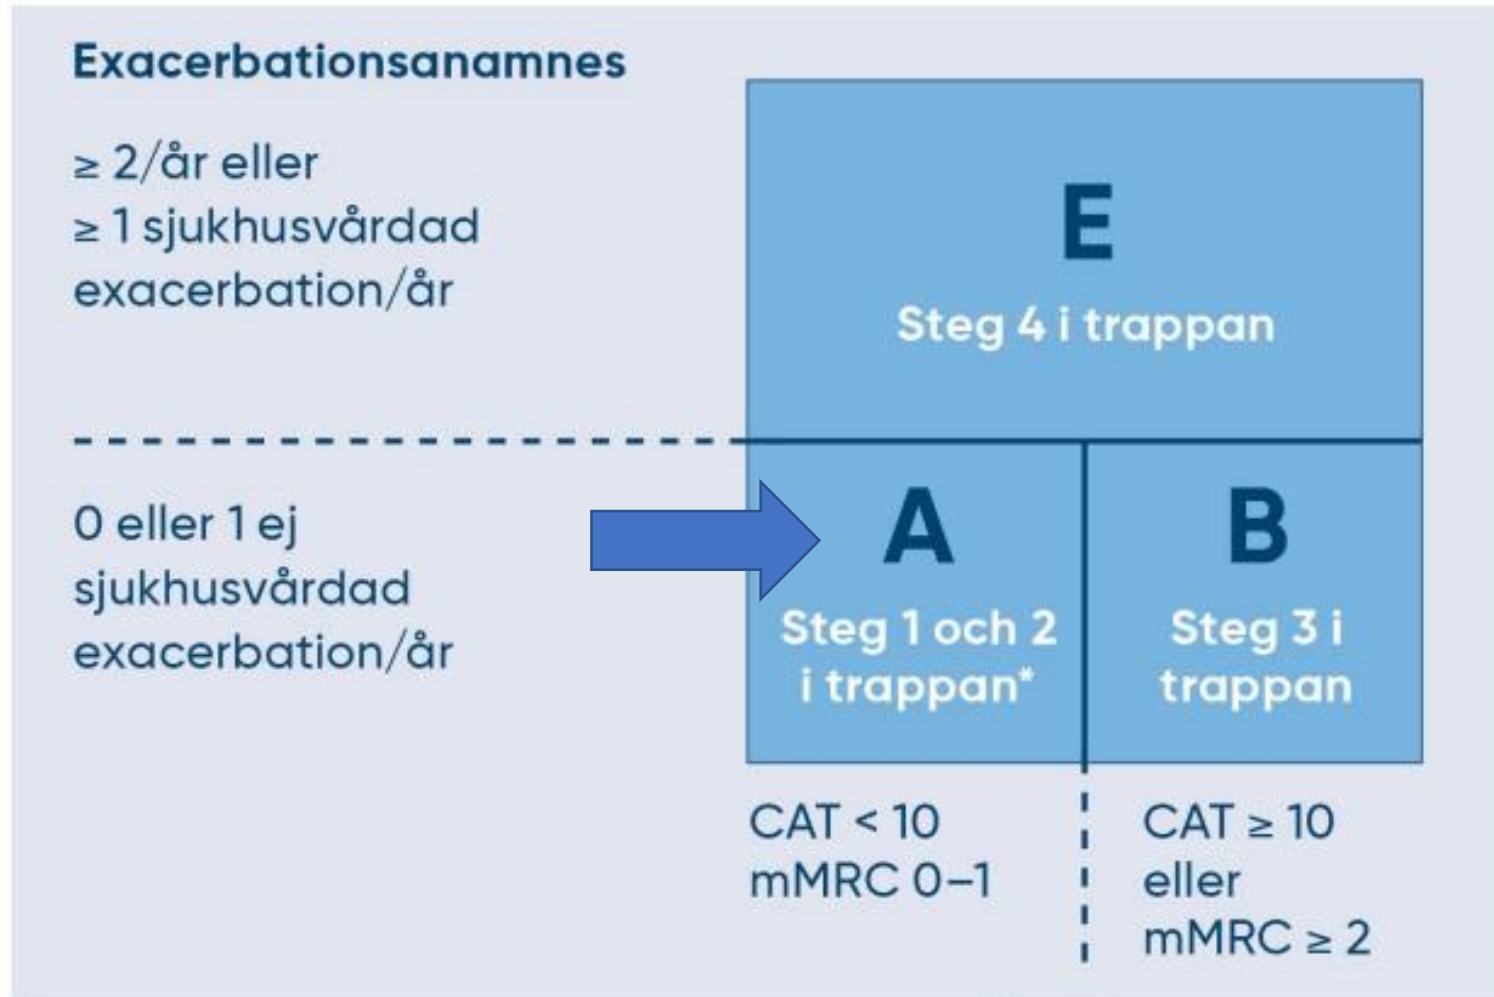 Exacerbationsanamnes
≥ 2/år eller
≥ 1 sjukhusvårdad
exacerbation/år
E
Steg 4 i trappan
0 eller 1 ej
sjukhusvårdad
exacerbation/år
A
Steg 1 och 2
i trappan*
B
Steg 3 i
trappan
CAT < 10
mMRC 0–1
CAT ≥ 10
eller
mMRC ≥ 2